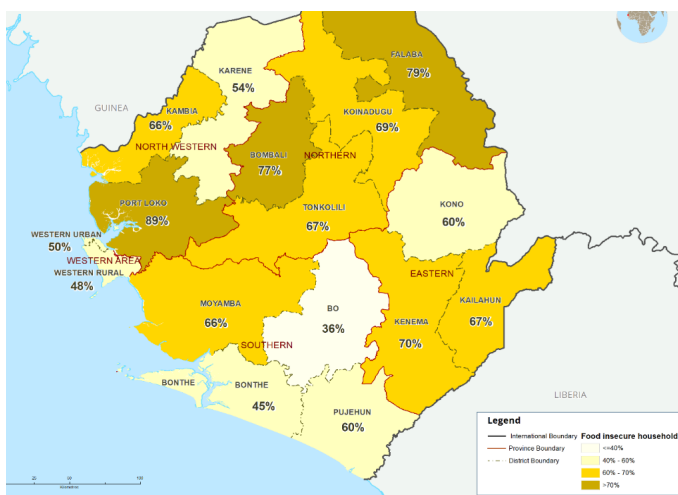 KARENE
54%
FALABA
79%
GUINEA
KAMBIA
66%
KOINADUGU
69%
NORTH WESTERN
BOMBALI
77%
NORTHERN
PORT LOKO
89%
TONKOLILI
67%
KONO
60%
WESTERN URBAN
50%
WESTERN AREA
WESTERN RURAL
48%
EASTERN
MOYAMBA
66%
BO
36%
KENEMA
70%
KAILAHUN
67%
SOUTHERN
BONTHE
BONTHE
45%
PUJEHUN
60%
LIBERIA
Legend
International Boundary
Province Boundary
District Boundary
Food insecure household
<=40%
40% - 60%
60% - 70%
>70%